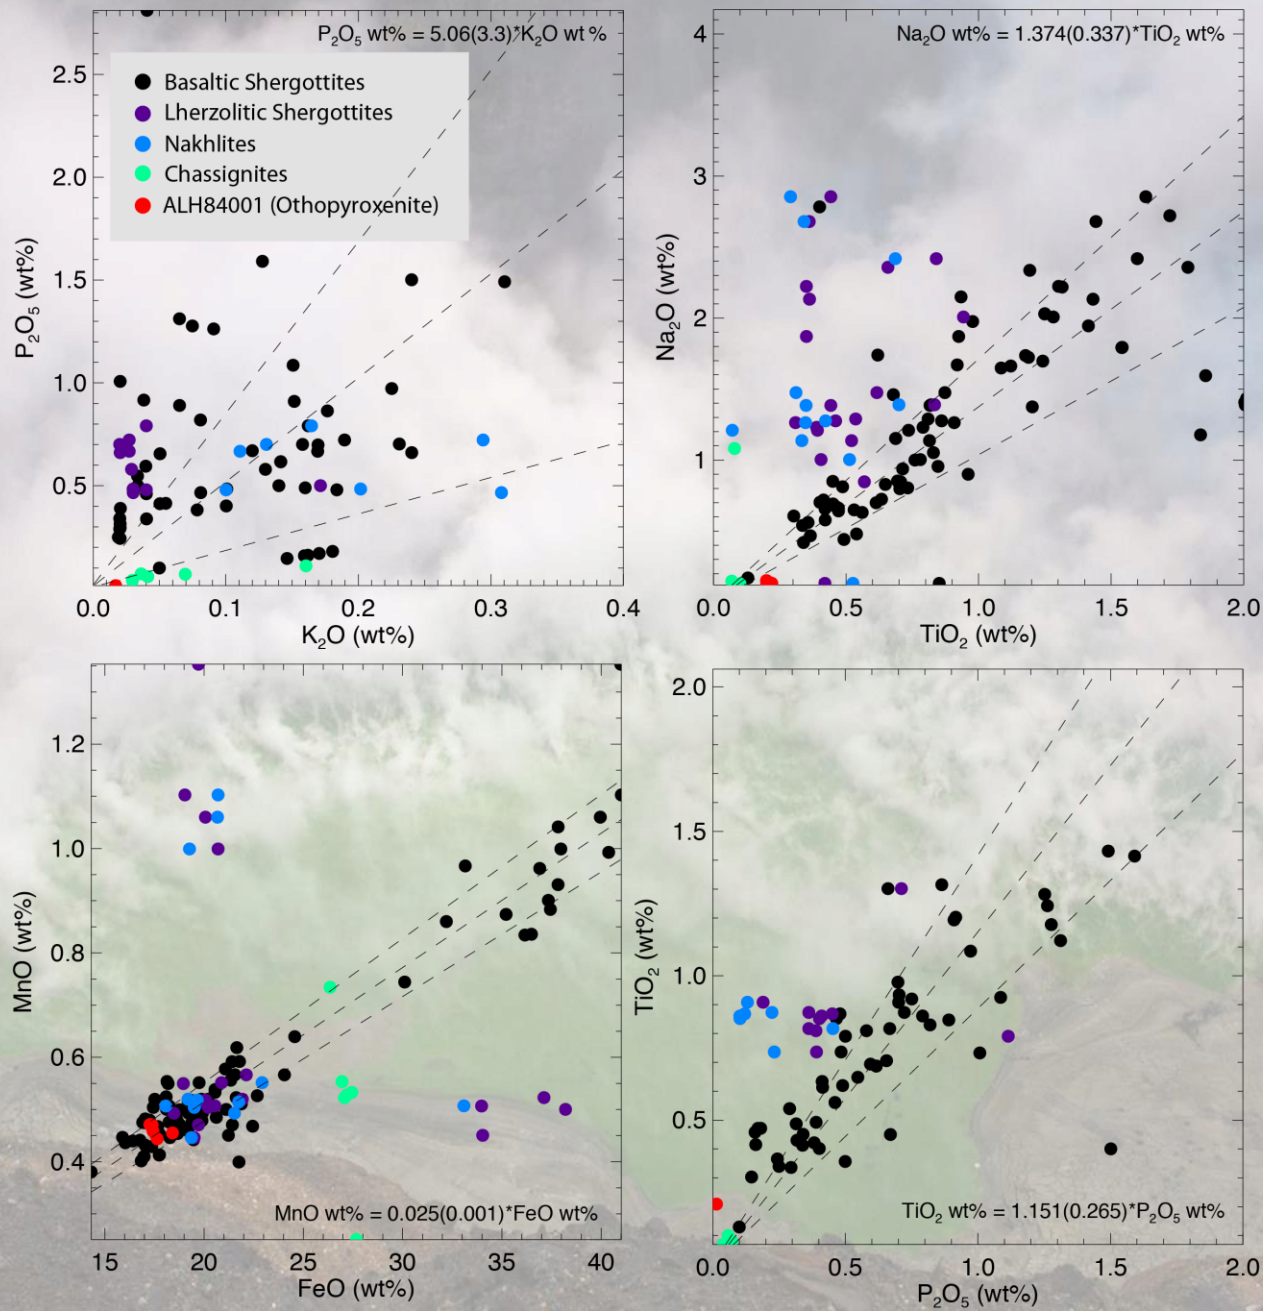 P₂O₅ wt% = 5.06(3.3)*K₂O wt %
Basaltic Shergottites
Lherzolitic Shergottites
Nakhlites
Chassignites
ALH84001 (Othopyroxenite)
2.5
2.0
1.5
1.0
0.5
P₂O₅ (wt%)
0.0 0.1 0.2 0.3 0.4
K₂O (wt%)
Na₂O wt% = 1.374(0.337)*TiO₂ wt%
4
3
2
1
Na₂O (wt%)
0.0 0.5 1.0 1.5 2.0
TiO₂ (wt%)
1.2
1.0
0.8
0.6
0.4
MnO (wt%)
MnO wt% = 0.025(0.001)*FeO wt%
15 20 25 30 35 40
FeO (wt%)
2.0
1.5
1.0
0.5
TiO₂ (wt%)
TiO₂ wt% = 1.151(0.265)*P₂O₅ wt%
0.0 0.5 1.0 1.5 2.0
P₂O₅ (wt%)